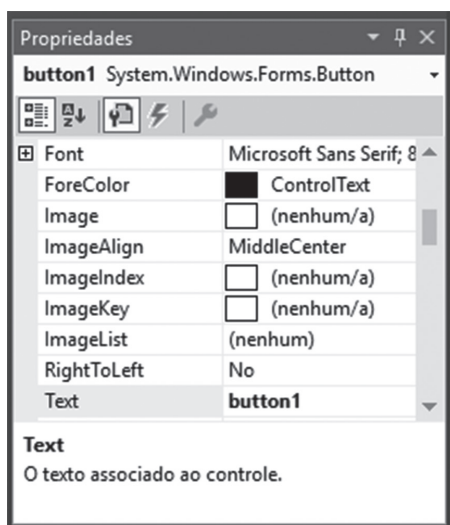 Propriedades
button1 System.Windows.Forms.Button
Font Microsoft Sans Serif; 8
ForeColor ControlText
Image (nenhum/a)
ImageAlign MiddleCenter
ImageIndex (nenhum/a)
ImageKey (nenhum/a)
ImageList (nenhum)
RightToLeft No
Text button1
Text
O texto associado ao controle.